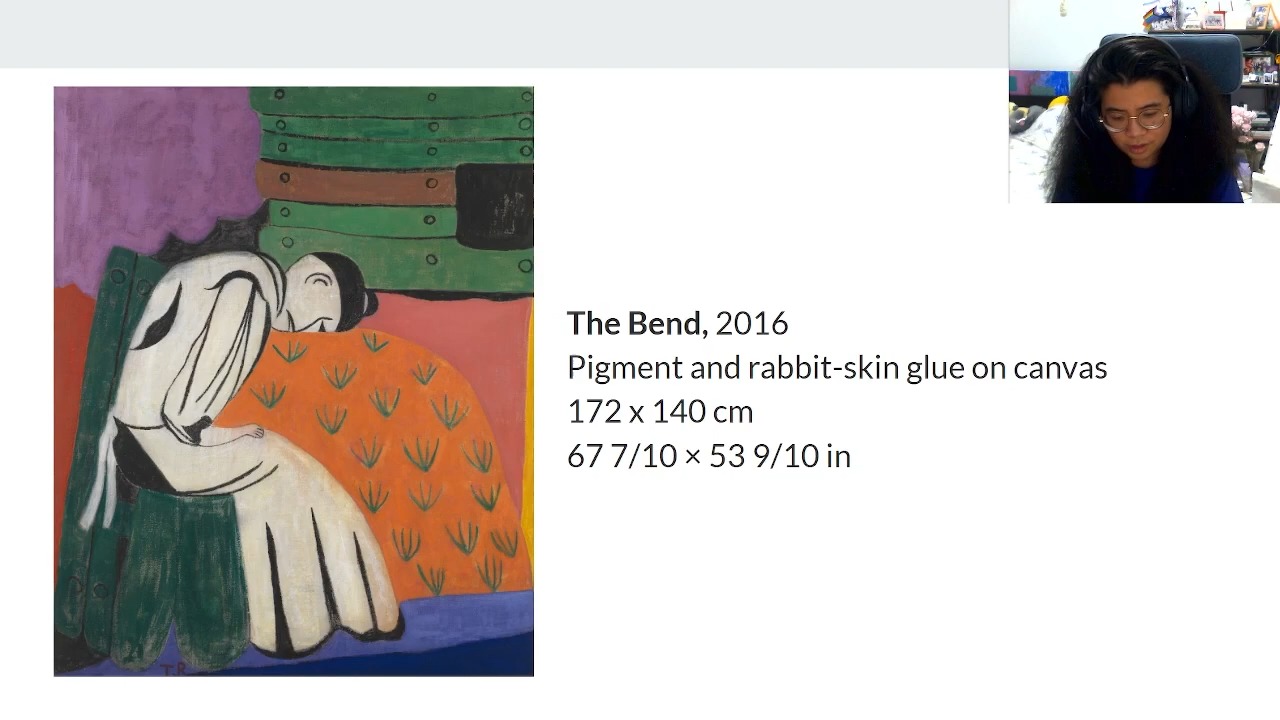 The Bend, 2016
Pigment and rabbit-skin glue on canvas
172 x 140 cm
67 7/10 × 53 9/10 in
T.R